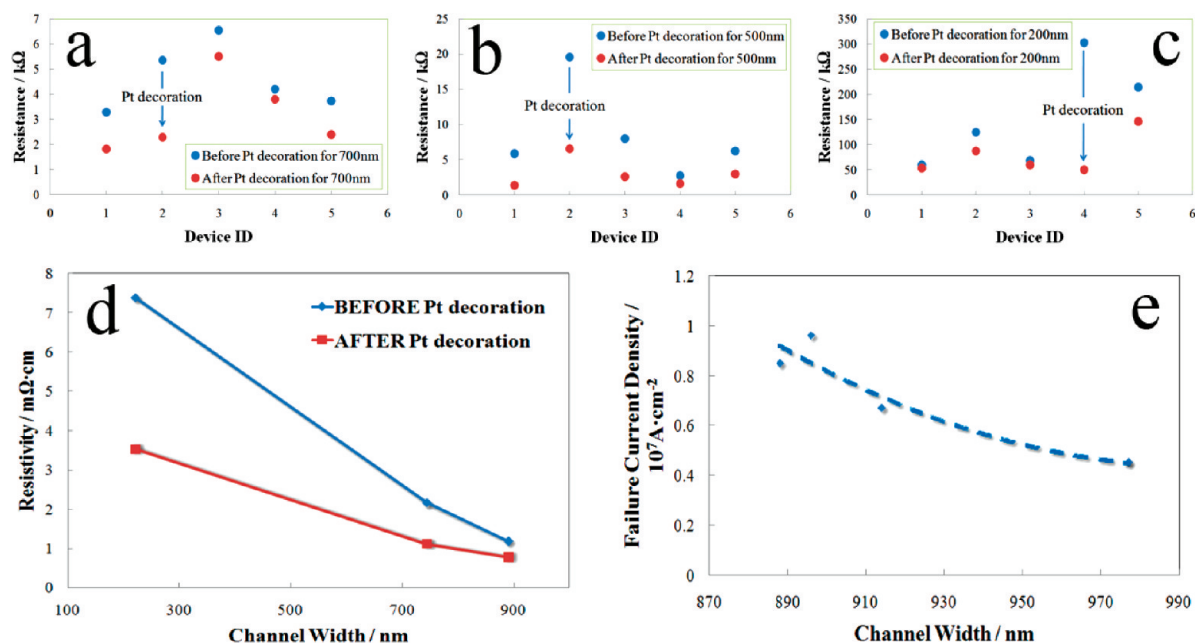 a
7
6
5
4
3
2
1
0
Resistance / kΩ
Pt decoration
Before Pt decoration for 700nm
After Pt decoration for 700nm
0 1 2 3 4 5 6
Device ID
b
25
20
15
10
5
0
Resistance / kΩ
Before Pt decoration for 500nm
After Pt decoration for 500nm
Pt decoration
0 1 2 3 4 5 6
Device ID
c
350
300
250
200
150
100
50
0
Resistance / kΩ
Before Pt decoration for 200nm
After Pt decoration for 200nm
Pt decoration
0 1 2 3 4 5 6
Device ID
d
8
7
6
5
4
3
2
1
0
Resistivity / mΩ·cm
BEFORE Pt decoration
AFTER Pt decoration
100 300 500 700 900
Channel Width / nm
e
1.2
1
0.8
0.6
0.4
0.2
0
Failure Current Density /
10⁷A·cm⁻²
870 890 910 930 950 970 990
Channel Width / nm